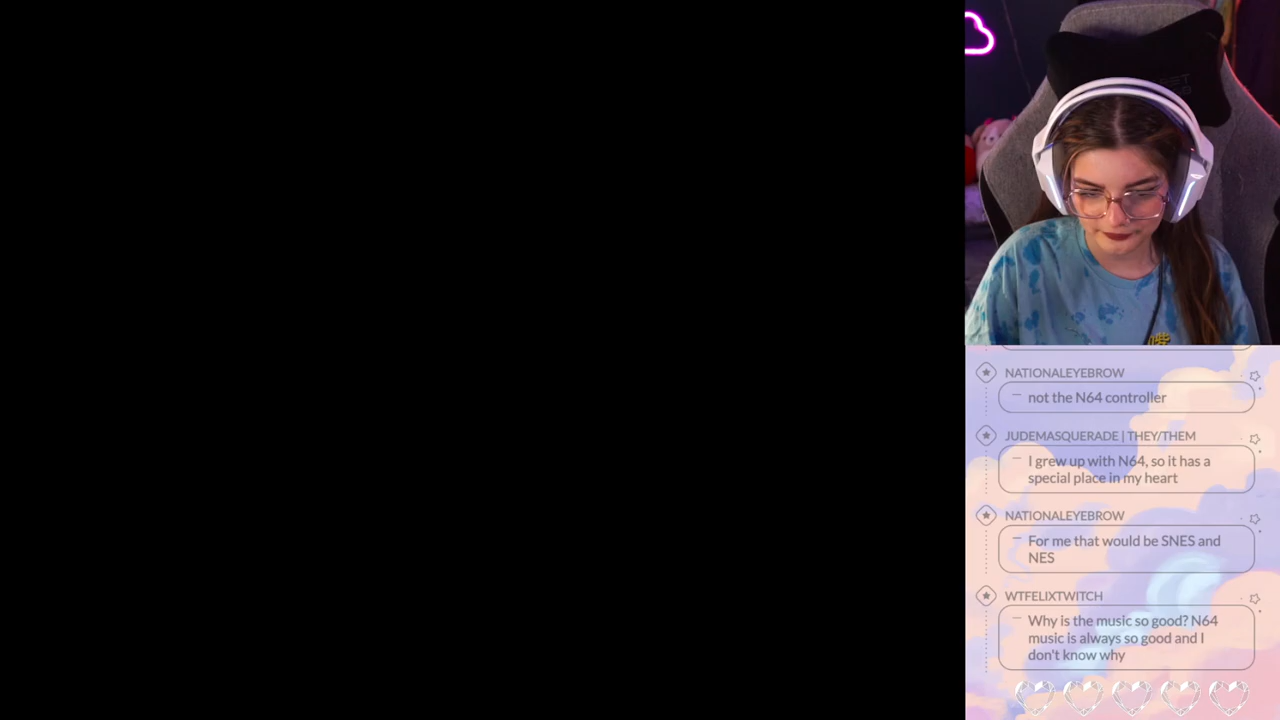 NATIONALEYEBROW
not the N64 controller
JUDEMASQUERADE | THEY/THEM
I grew up with N64, so it has a
special place in my heart
NATIONALEYEBROW
For me that would be SNES and
NES
WTFELIXTWITCH
Why is the music so good? N64
music is always so good and I
don't know why